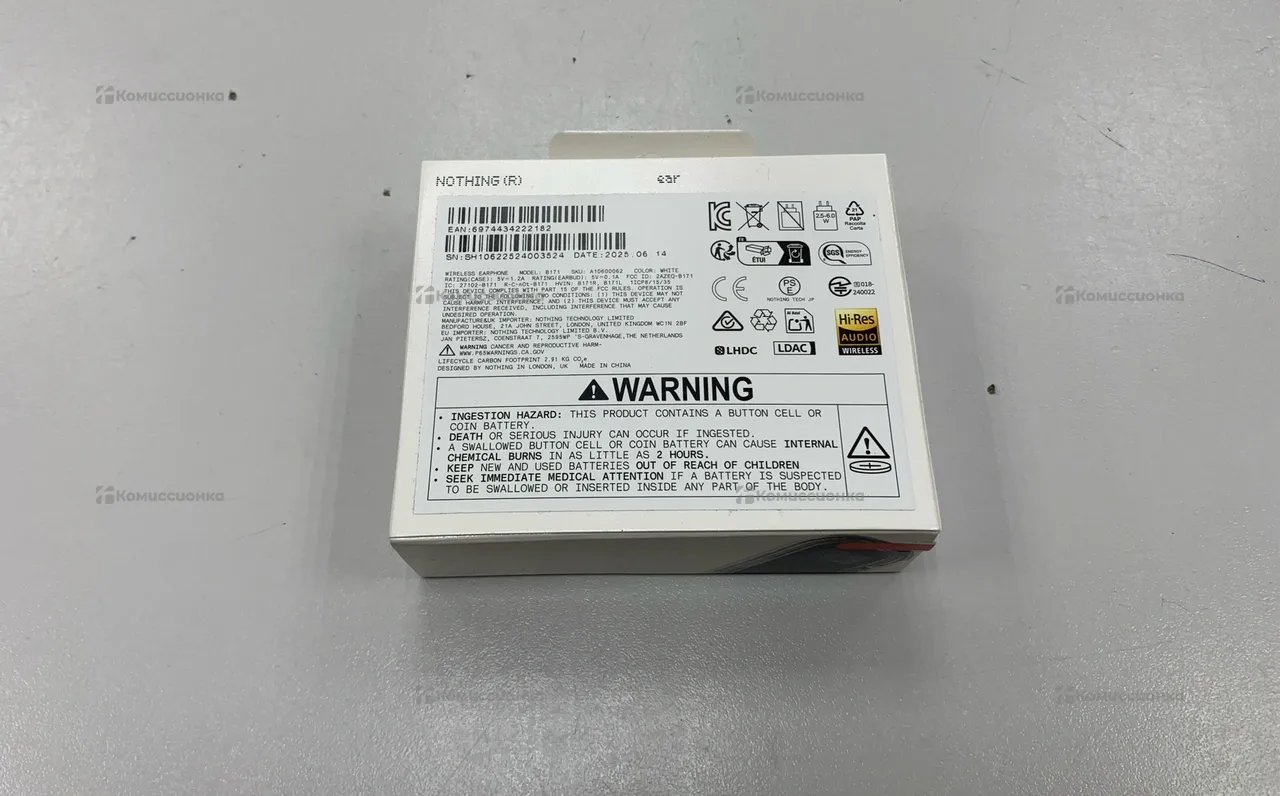 NOTHING (R)
ear
EAN:6974434222182
SN:SH10622524003524 DATE:2025.06 14
WIRELESS EARPHONE MODEL: B171 SKU: A10600062 COLOR: WHITE
RATING(CASE): 5V⎓1.2A RATING(EARBUD): 5V⎓0.1A FCC ID: 2AZEQ-B171
IC: 27102-B171 R-C-nOt-B171 HVIN: B171R, B171L 1ICP8/15/35
THIS DEVICE COMPLIES WITH PART 15 OF THE FCC RULES. OPERATION IS
SUBJECT TO THE FOLLOWING TWO CONDITIONS: (1) THIS DEVICE MAY NOT
CAUSE HARMFUL INTERFERENCE, AND (2) THIS DEVICE MUST ACCEPT ANY
INTERFERENCE RECEIVED, INCLUDING INTERFERENCE THAT MAY CAUSE
UNDESIRED OPERATION.
MANUFACTURE&UK IMPORTER: NOTHING TECHNOLOGY LIMITED
BEDFORD HOUSE, 21A JOHN STREET, LONDON, UNITED KINGDOM WC1N 2BF
EU IMPORTER: NOTHING TECHNOLOGY LIMITED B.V.
JAN PIETERSZ, COENSTRAAT 7, 2595WP 'S-GRAVENHAGE,THE NETHERLANDS
WARNING CANCER AND REPRODUCTIVE HARM-
WWW.P65WARNINGS.CA.GOV
LIFECYCLE CARBON FOOTPRINT 2.91 KG CO₂e
DESIGNED BY NOTHING IN LONDON, UK MADE IN CHINA
2.5-6.0
W
21
PAP
Raccolta
Carta
FR
ÉTUI
SGS
ENERGY
EFFICIENCY
CE
PS
E
NOTHING TECH JP
018-
240022
LHDC
LDAC
Hi-Res
AUDIO
WIRELESS
WARNING
• INGESTION HAZARD: THIS PRODUCT CONTAINS A BUTTON CELL OR
COIN BATTERY.
• DEATH OR SERIOUS INJURY CAN OCCUR IF INGESTED.
• A SWALLOWED BUTTON CELL OR COIN BATTERY CAN CAUSE INTERNAL
CHEMICAL BURNS IN AS LITTLE AS 2 HOURS.
• KEEP NEW AND USED BATTERIES OUT OF REACH OF CHILDREN
• SEEK IMMEDIATE MEDICAL ATTENTION IF A BATTERY IS SUSPECTED
TO BE SWALLOWED OR INSERTED INSIDE ANY PART OF THE BODY.
Комиссионка
Комиссионка
Комиссионка
Комиссионка
Комиссионка
Комиссионка
Комиссионка
Комиссионка